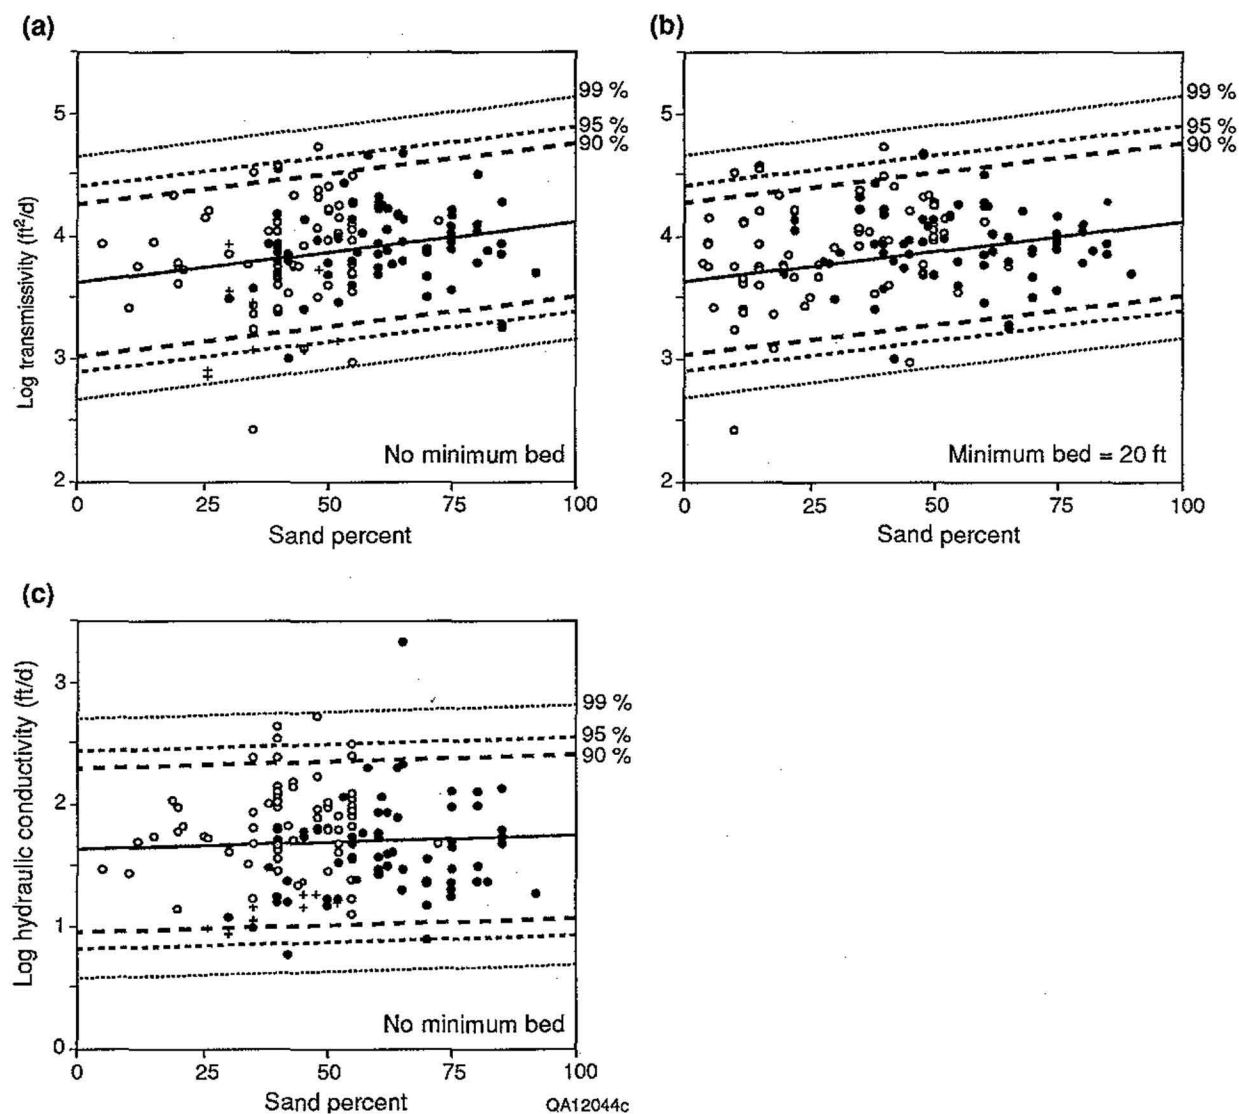 (a)
Log transmissivity (ft²/d)
5
4
3
2
99 %
95 %
90 %
No minimum bed
0 25 50 75 100
Sand percent
(b)
5
4
3
2
99 %
95 %
90 %
Minimum bed = 20 ft
0 25 50 75 100
Sand percent
(c)
Log hydraulic conductivity (ft/d)
3
2
1
0
99 %
95 %
90 %
No minimum bed
0 25 50 75 100
Sand percent
QA12044c